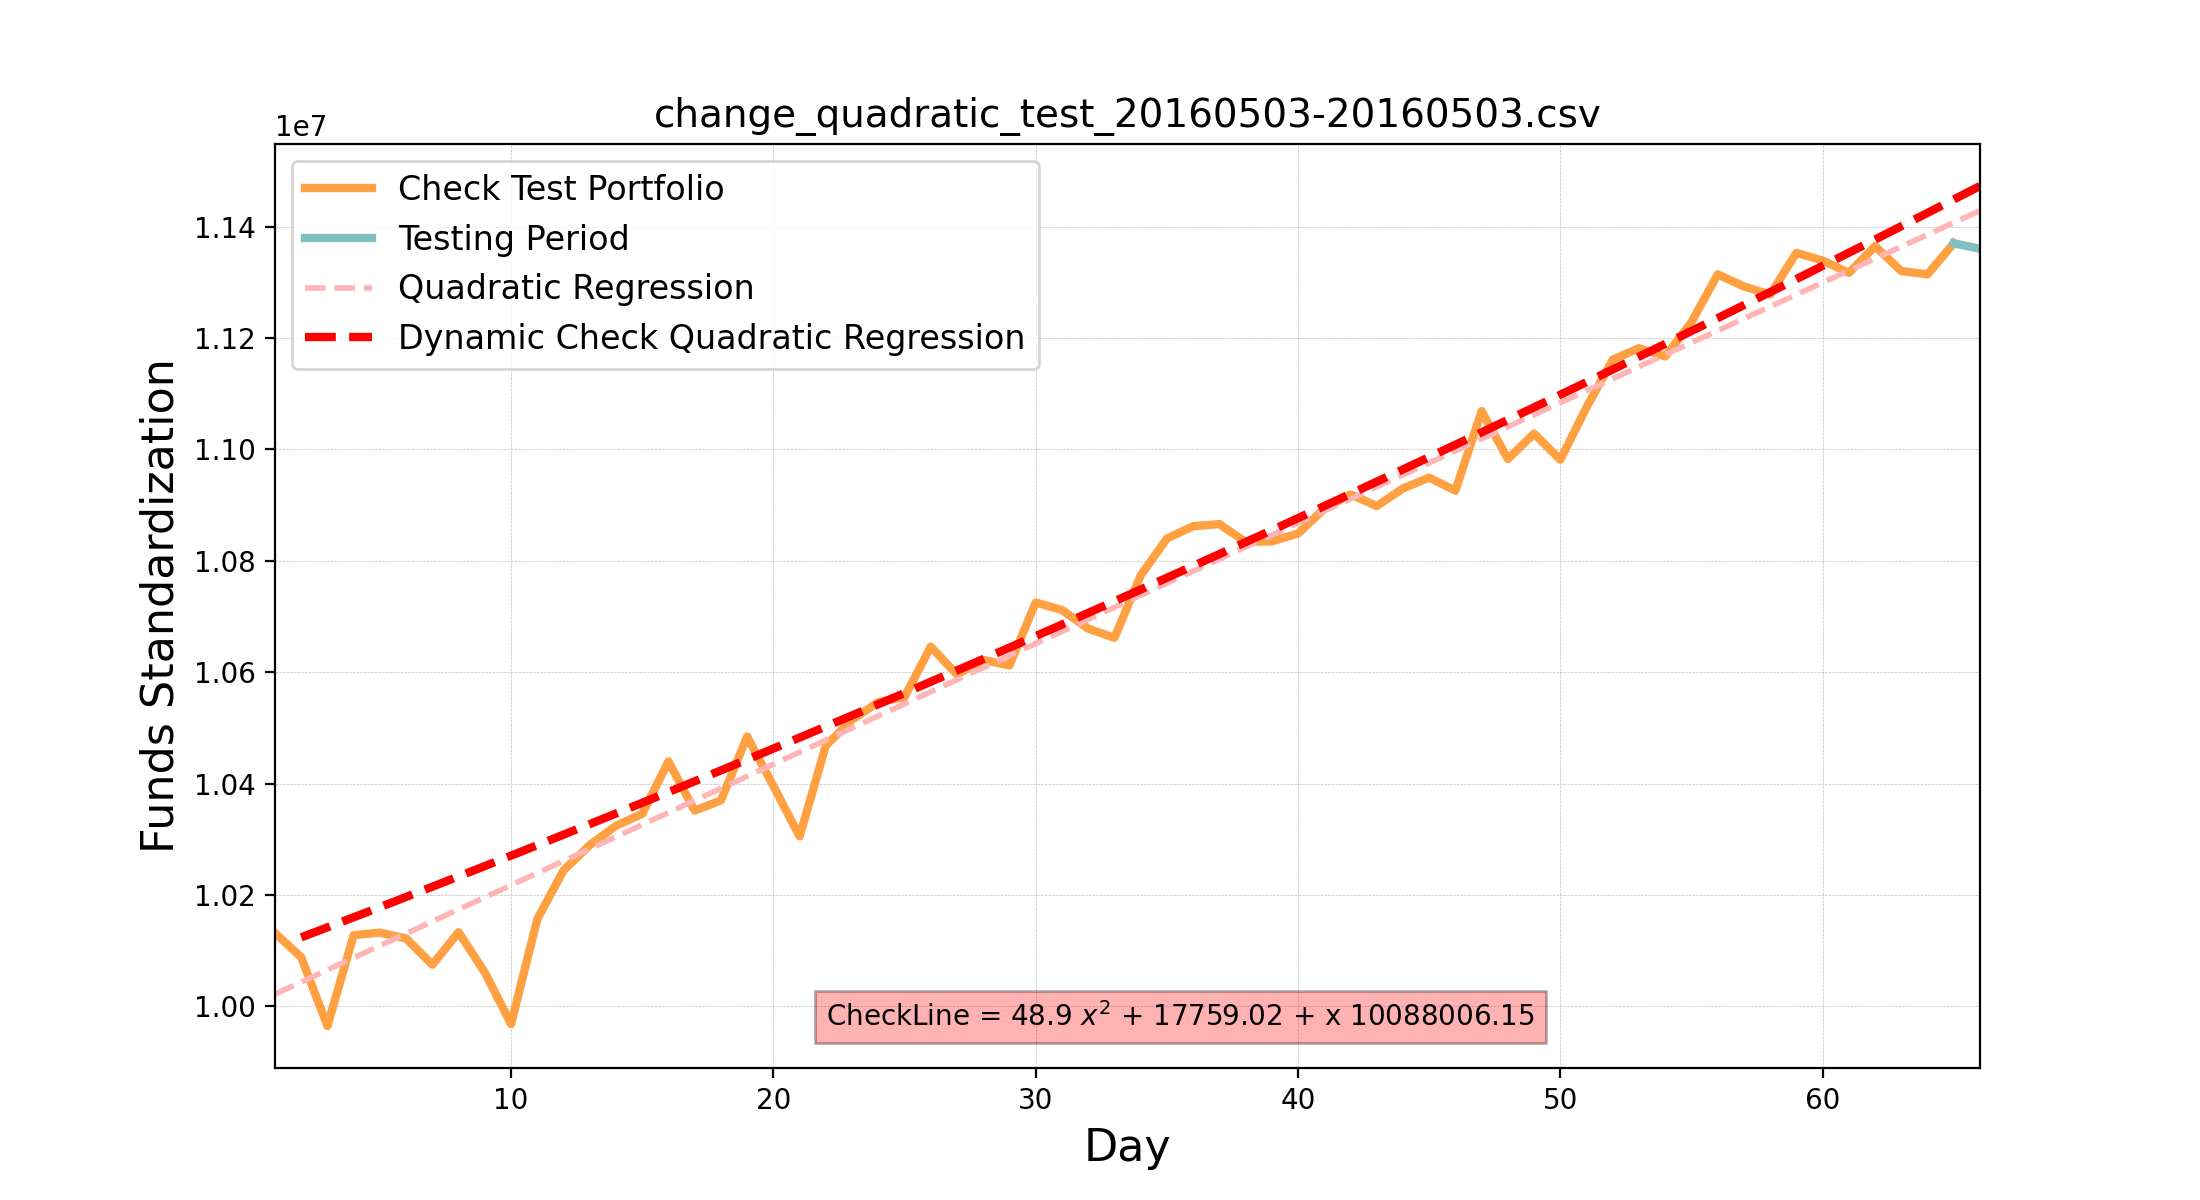 change_quadratic_test_20160503-20160503.csv
1e7
Check Test Portfolio
Testing Period
Quadratic Regression
Dynamic Check Quadratic Regression
1.14
1.12
1.10
1.08
1.06
1.04
1.02
1.00
Funds Standardization
CheckLine = 48.9 x² + 17759.02 + x 10088006.15
10 20 30 40 50 60
Day